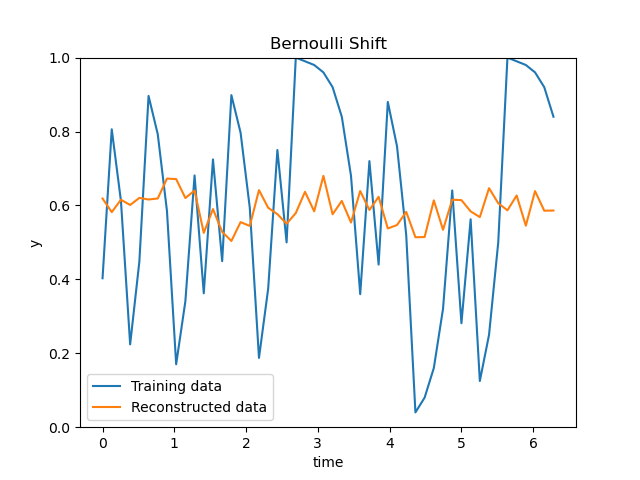 Bernoulli Shift
1.0
0.8
0.6
0.4
0.2
0.0
y
Training data
Reconstructed data
0 1 2 3 4 5 6
time